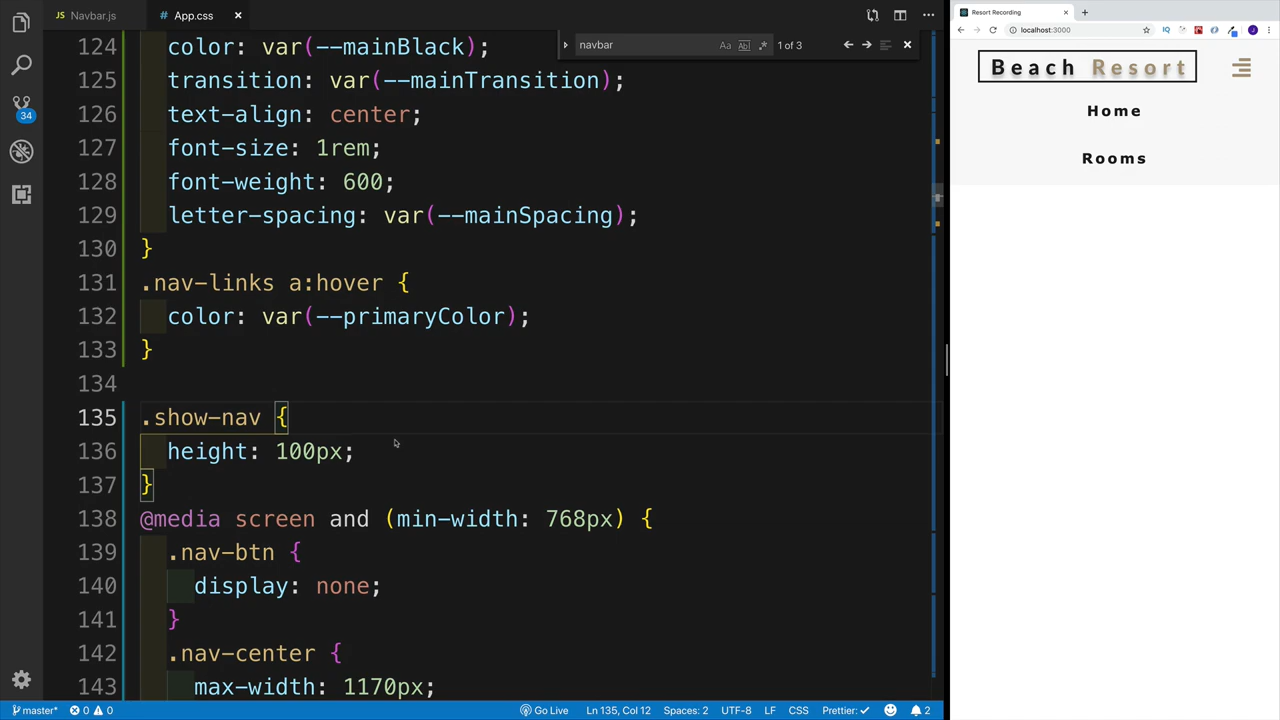 Navbar.js
App.css
navbar
Aa
Ab
.*
1 of 3
124 color: var(--mainBlack);
125 transition: var(--mainTransition);
126 text-align: center;
127 font-size: 1rem;
128 font-weight: 600;
129 letter-spacing: var(--mainSpacing);
130 }
131 .nav-links a:hover {
132 color: var(--primaryColor);
133 }
134
135 .show-nav {
136 height: 100px;
137 }
138 @media screen and (min-width: 768px) {
139 .nav-btn {
140 display: none;
141 }
142 .nav-center {
143 max-width: 1170px;
34
master*
0
0
Go Live
Ln 135, Col 12
Spaces: 2
UTF-8
LF
CSS
Prettier: ✓
2
Resort Recording
localhost:3000
J
Beach Resort
Home
Rooms